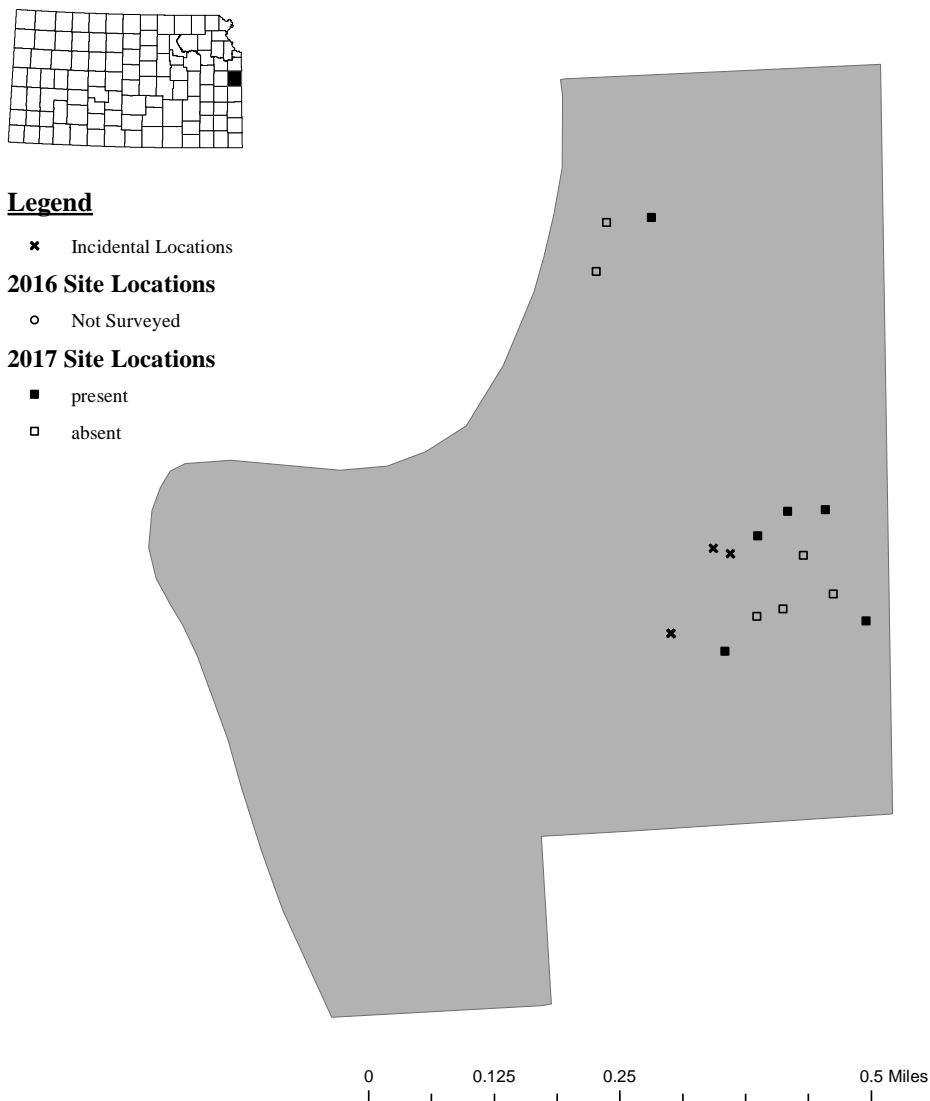 Legend
Incidental Locations
2016 Site Locations
Not Surveyed
2017 Site Locations
present
absent
0 0.125 0.25 0.5 Miles